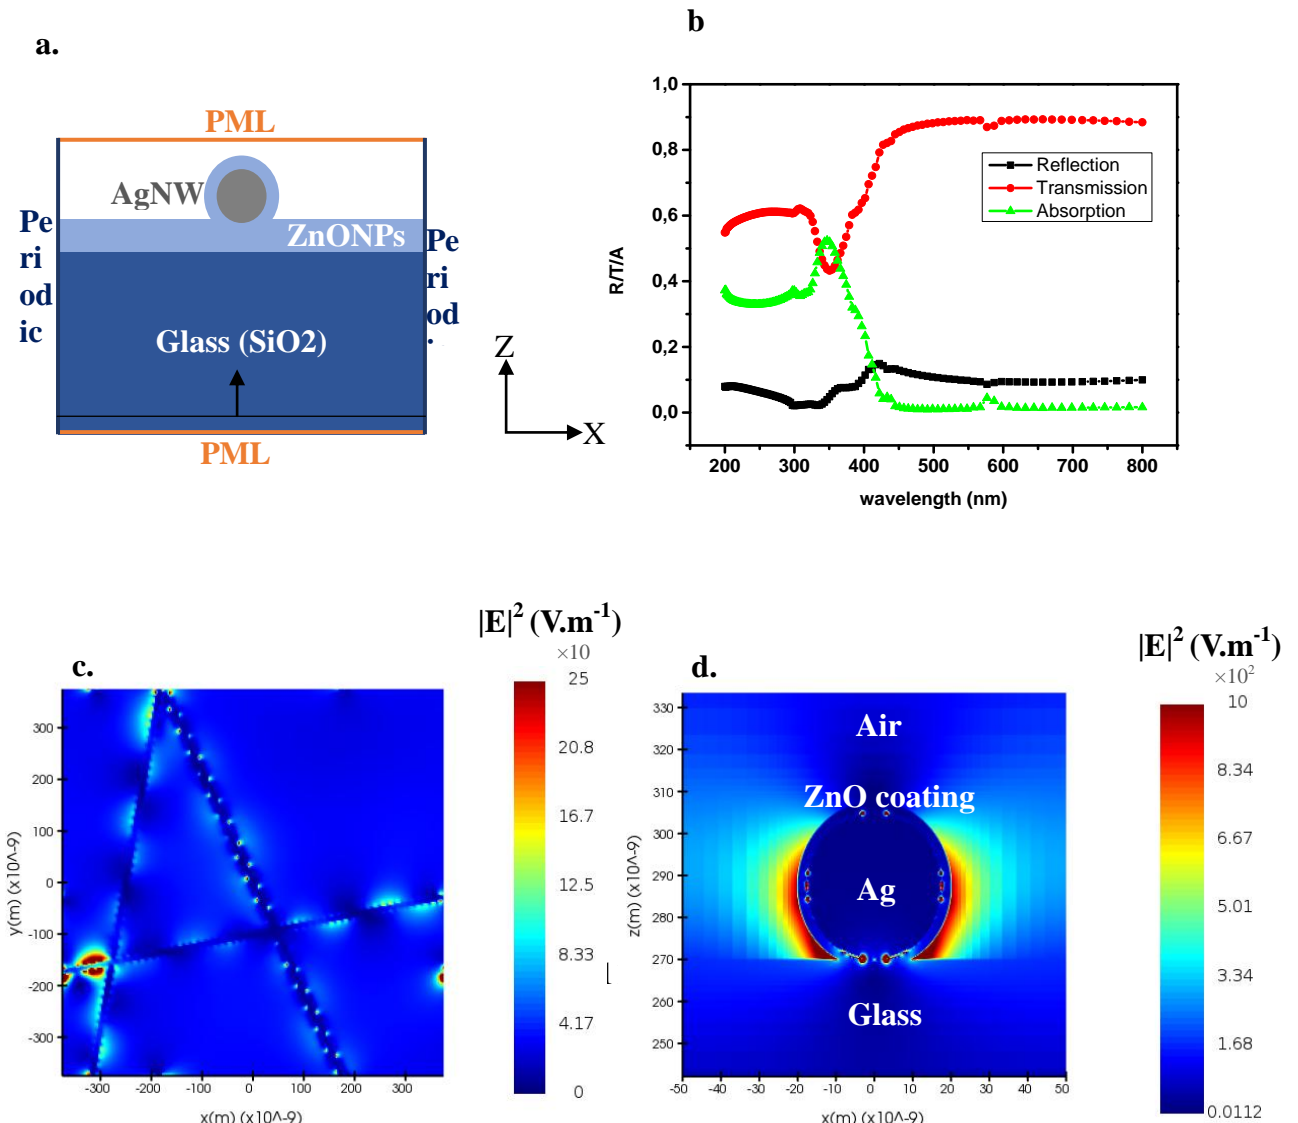 a.
PML
AgNW
ZnONPs
Pe
ri
od
ic
Pe
ri
od
Glass (SiO2)
PML
Z
X
b
1,0
0,8
0,6
0,4
0,2
0,0
R/T/A
Reflection
Transmission
Absorption
200 300 400 500 600 700 800
wavelength (nm)
c.
|E|² (V.m⁻¹)
×10
25
20.8
16.7
12.5
8.33
4.17
0
300
200
100
0
-100
-200
-300
y(m) (x10^-9)
-300 -200 -100 0 100 200 300
x(m) (x10^-9)
d.
|E|² (V.m⁻¹)
×10²
10
8.34
6.67
5.01
3.34
1.68
0.0112
330
320
310
300
290
280
270
260
250
z(m) (x10^-9)
Air
ZnO coating
Ag
Glass
-50 -40 -30 -20 -10 0 10 20 30 40 50
x(m) (x10^-9)